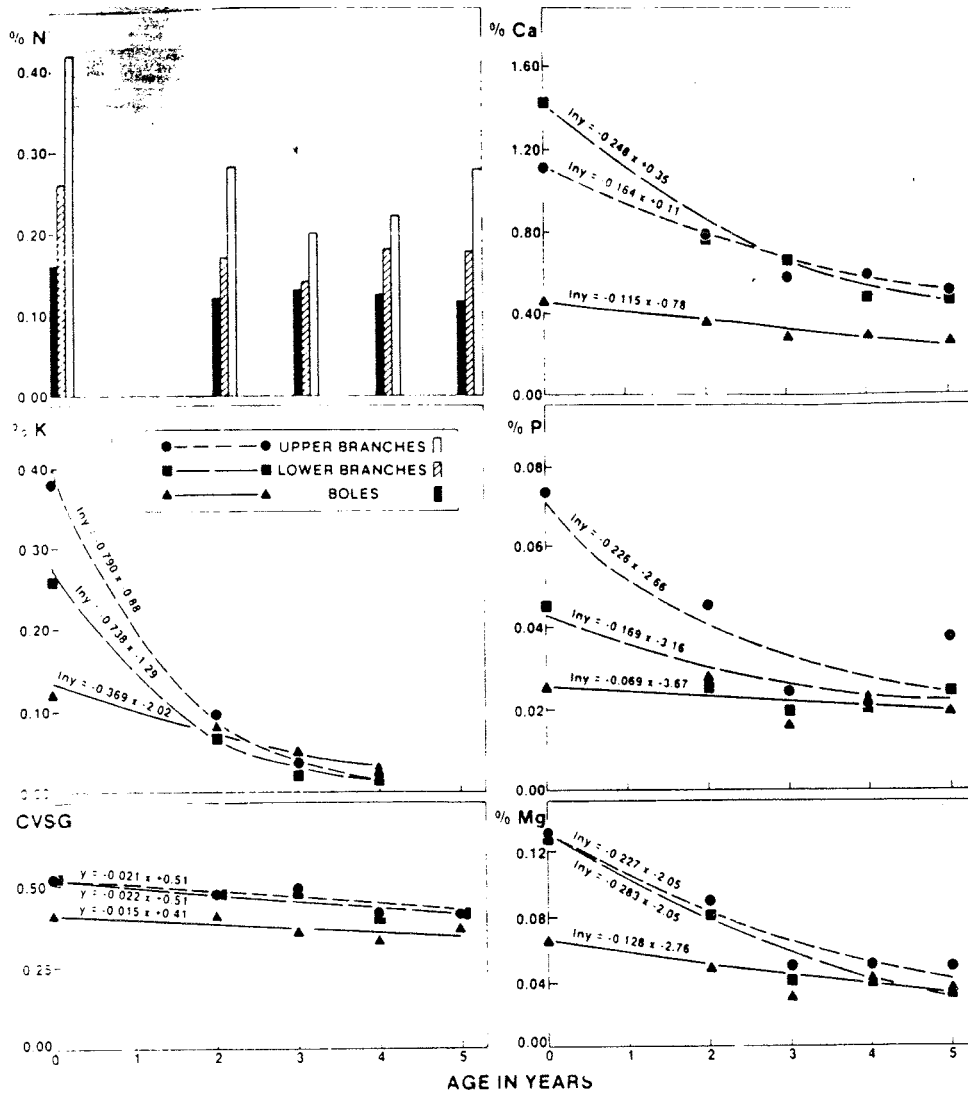 % N
0.40
0.30
0.20
0.10
0.00
% Ca
1.60
1.20
0.80
0.40
0.00
lny = -0.248 x +0.35
lny = -0.164 x +0.11
lny = -0.115 x -0.78
% K
0.40
0.30
0.20
0.10
0.00
UPPER BRANCHES
LOWER BRANCHES
BOLES
lny = -0.790 x -0.88
lny = -0.738 x -1.29
lny = -0.369 x -2.02
% P
0.08
0.06
0.04
0.02
0.00
lny = -0.226 x -2.66
lny = -0.169 x -3.16
lny = -0.069 x -3.67
CVSG
0.50
0.25
0.00
y = -0.021 x +0.51
y = -0.022 x +0.51
y = -0.015 x +0.41
0 1 2 3 4 5
% Mg
0.12
0.08
0.04
0.00
lny = -0.227 x -2.05
lny = -0.283 x -2.05
lny = -0.128 x -2.76
0 1 2 3 4 5
AGE IN YEARS